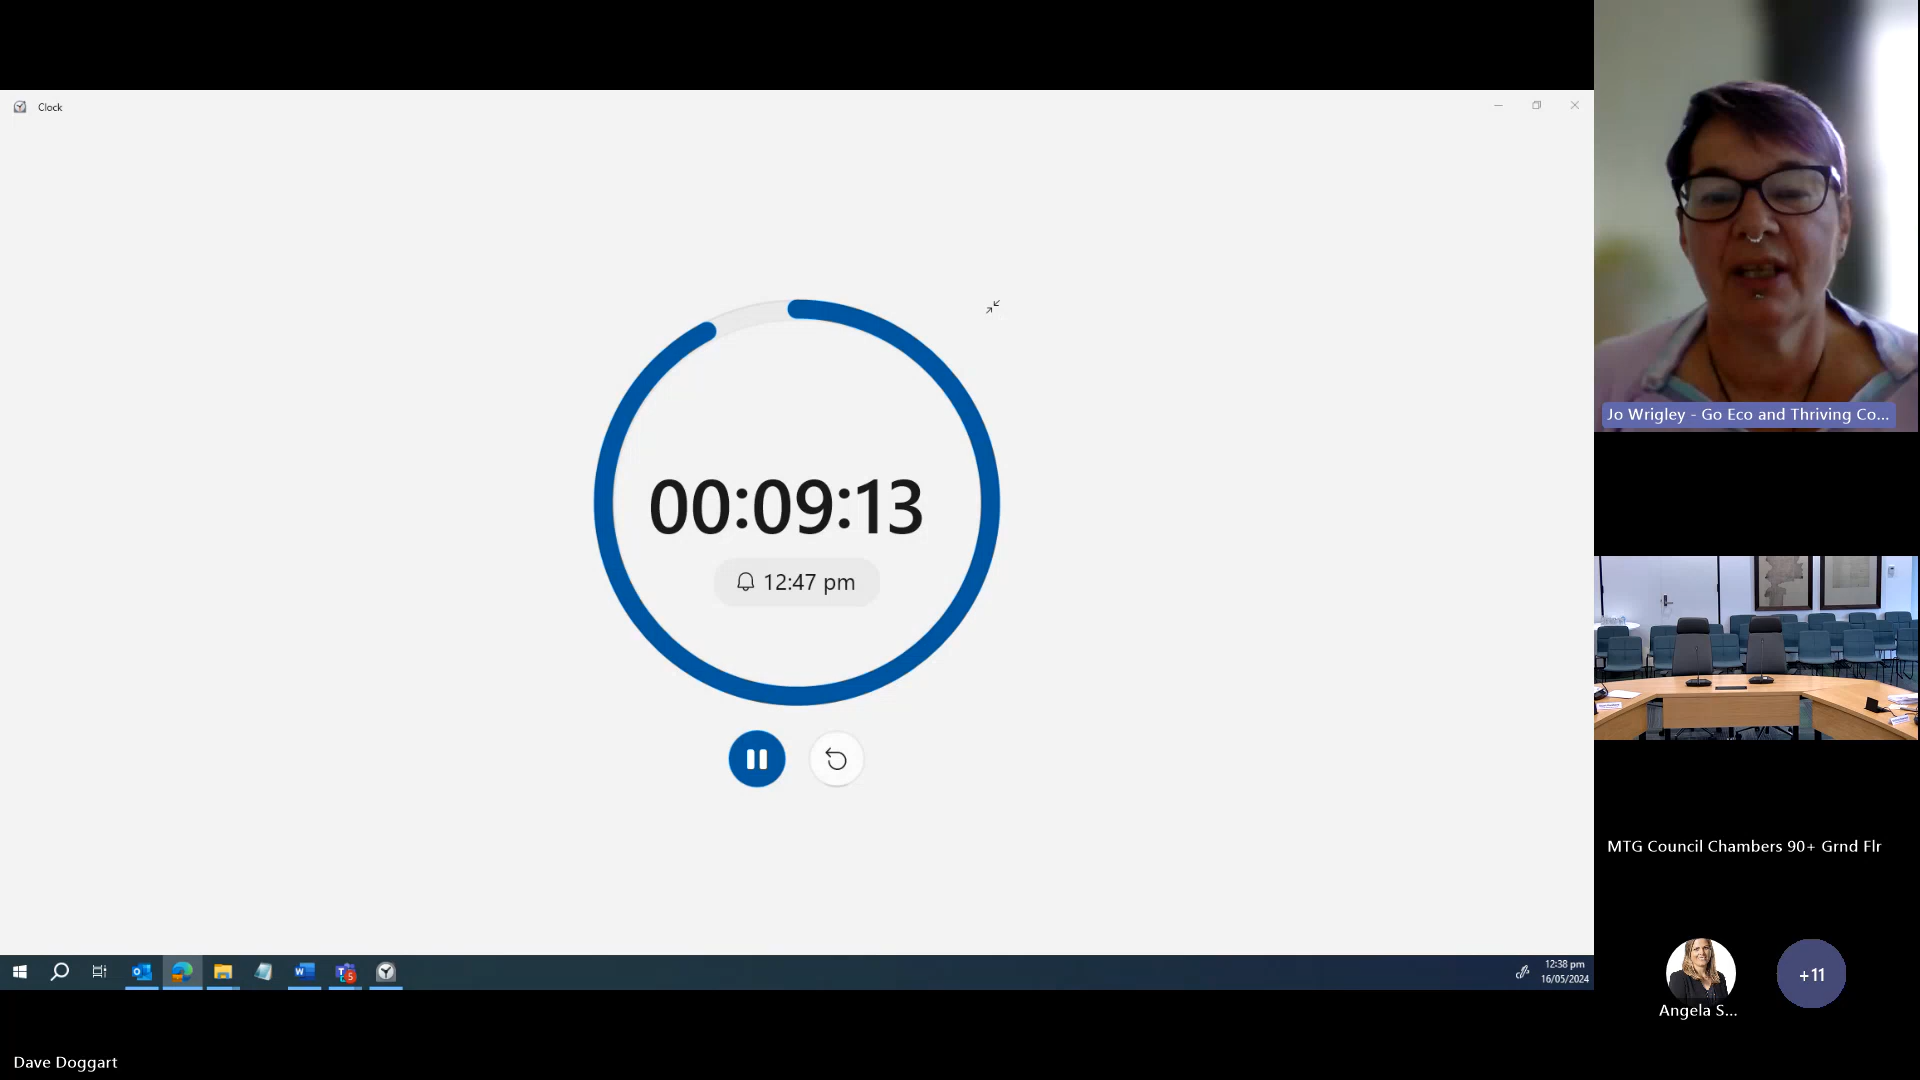 Clock
00:09:13
12:47 pm
12:38 pm
16/05/2024
Dave Doggart
Jo Wrigley - Go Eco and Thriving Co...
MTG Council Chambers 90+ Grnd Flr
+11
Angela S...